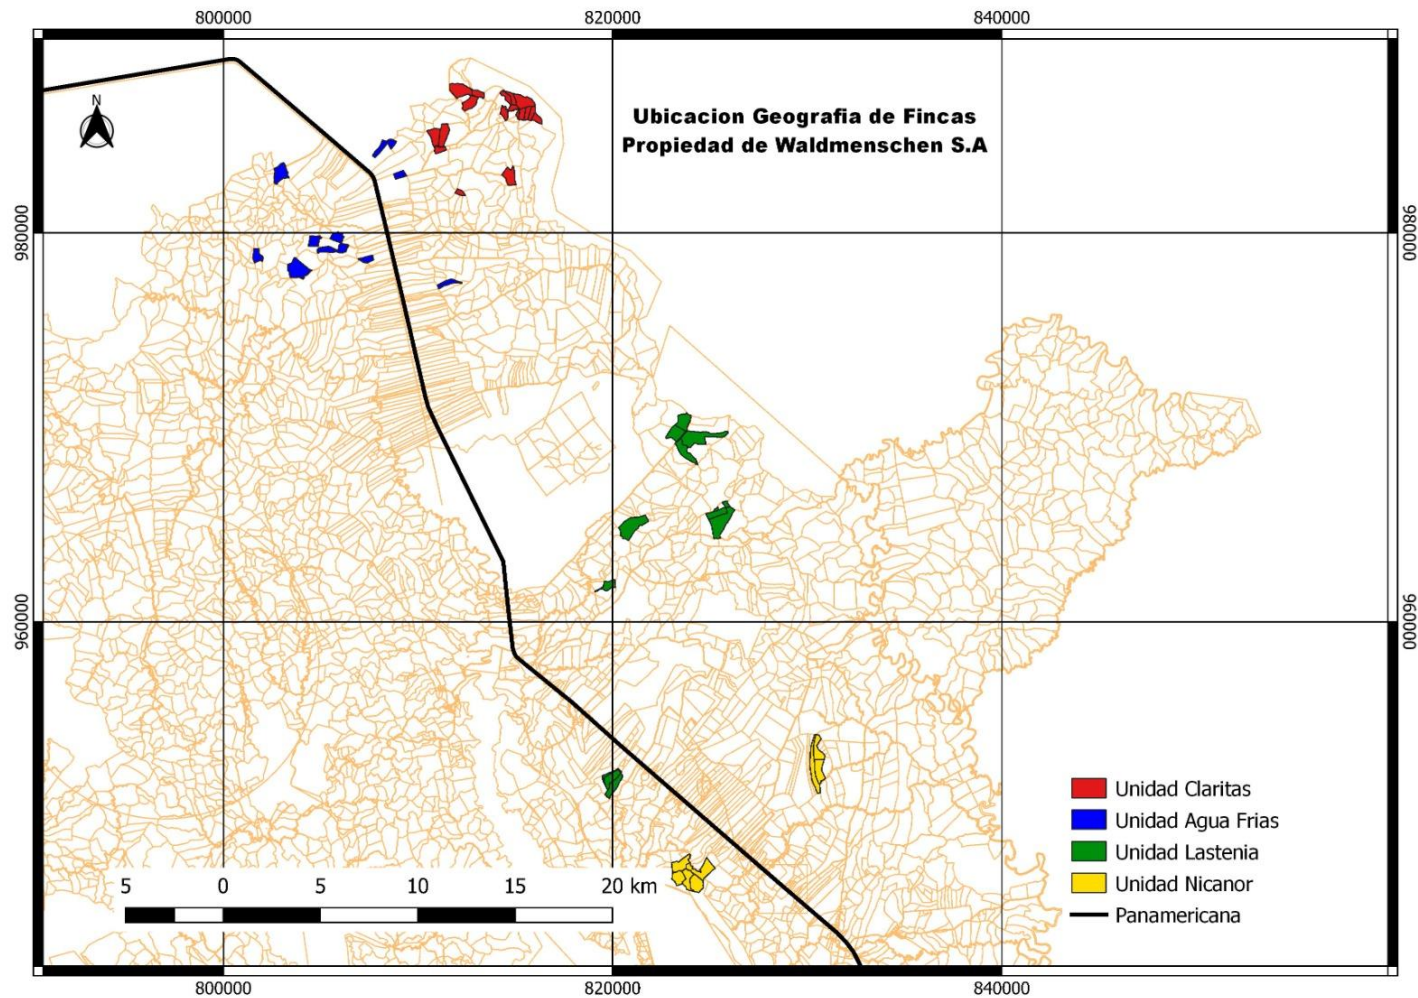 800000 820000 840000
N
Ubicacion Geografia de Fincas
Propiedad de Waldmenschen S.A
980000 980000
960000 960000
Unidad Claritas
Unidad Agua Frias
Unidad Lastenia
Unidad Nicanor
Panamericana
5 0 5 10 15 20 km
800000 820000 840000